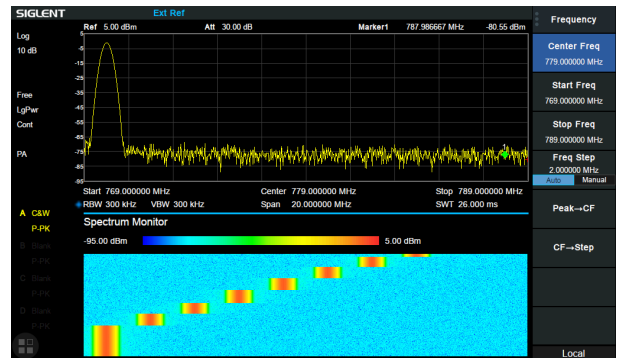 SIGLENT Ext Ref
Ref 5.00 dBm Att 30.00 dB Marker1 787.986667 MHz -80.55 dBm
Log
10 dB
Free
LgPwr
Cont
PA
5
-5
-15
-25
-35
-45
-55
-65
-75
-85
-95
Start 769.000000 MHz Center 779.000000 MHz Stop 789.000000 MHz
RBW 300 kHz VBW 300 kHz Span 20.000000 MHz SWT 26.000 ms
A C&W
P-PK
B Blank
P-PK
C Blank
P-PK
D Blank
P-PK
Spectrum Monitor
-95.00 dBm 5.00 dBm
Frequency
Center Freq
779.000000 MHz
Start Freq
769.000000 MHz
Stop Freq
789.000000 MHz
Freq Step
2.000000 MHz
Auto Manual
Peak→CF
CF→Step
Local